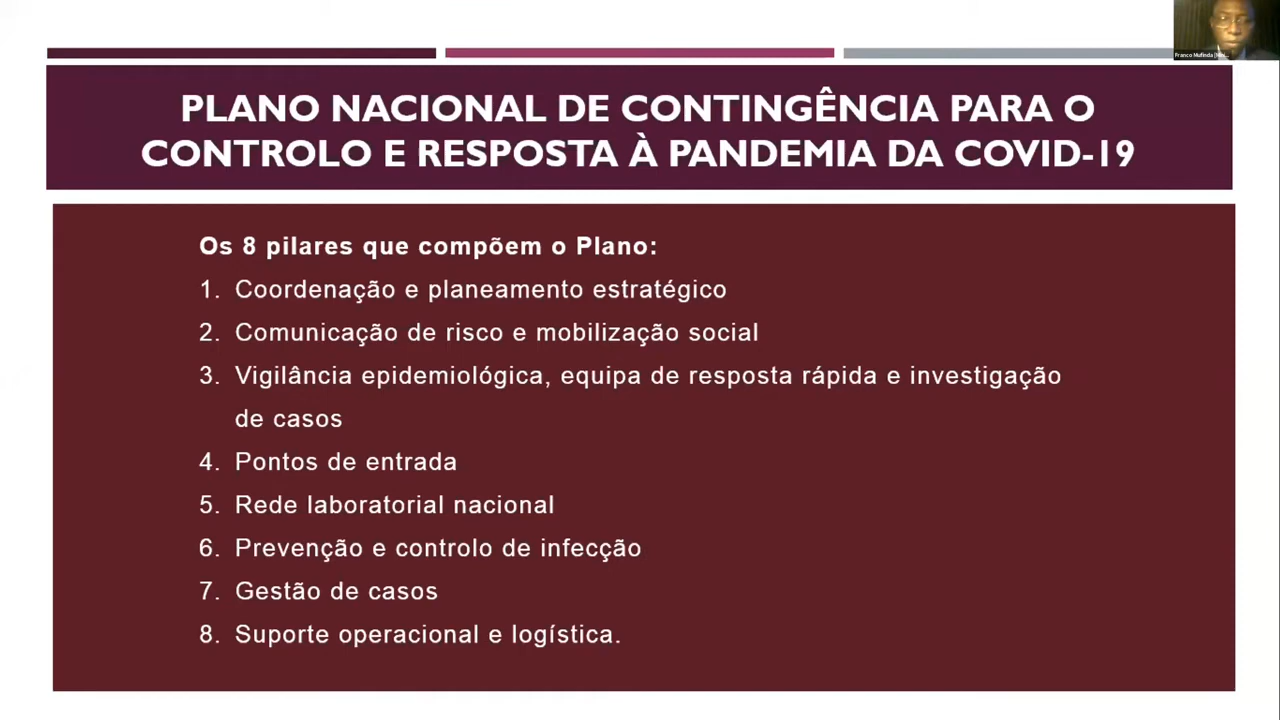 Franco Mufinda
PLANO NACIONAL DE CONTINGÊNCIA PARA O
CONTROLO E RESPOSTA À PANDEMIA DA COVID-19
Os 8 pilares que compõem o Plano:
1. Coordenação e planeamento estratégico
2. Comunicação de risco e mobilização social
3. Vigilância epidemiológica, equipa de resposta rápida e investigação
de casos
4. Pontos de entrada
5. Rede laboratorial nacional
6. Prevenção e controlo de infecção
7. Gestão de casos
8. Suporte operacional e logística.